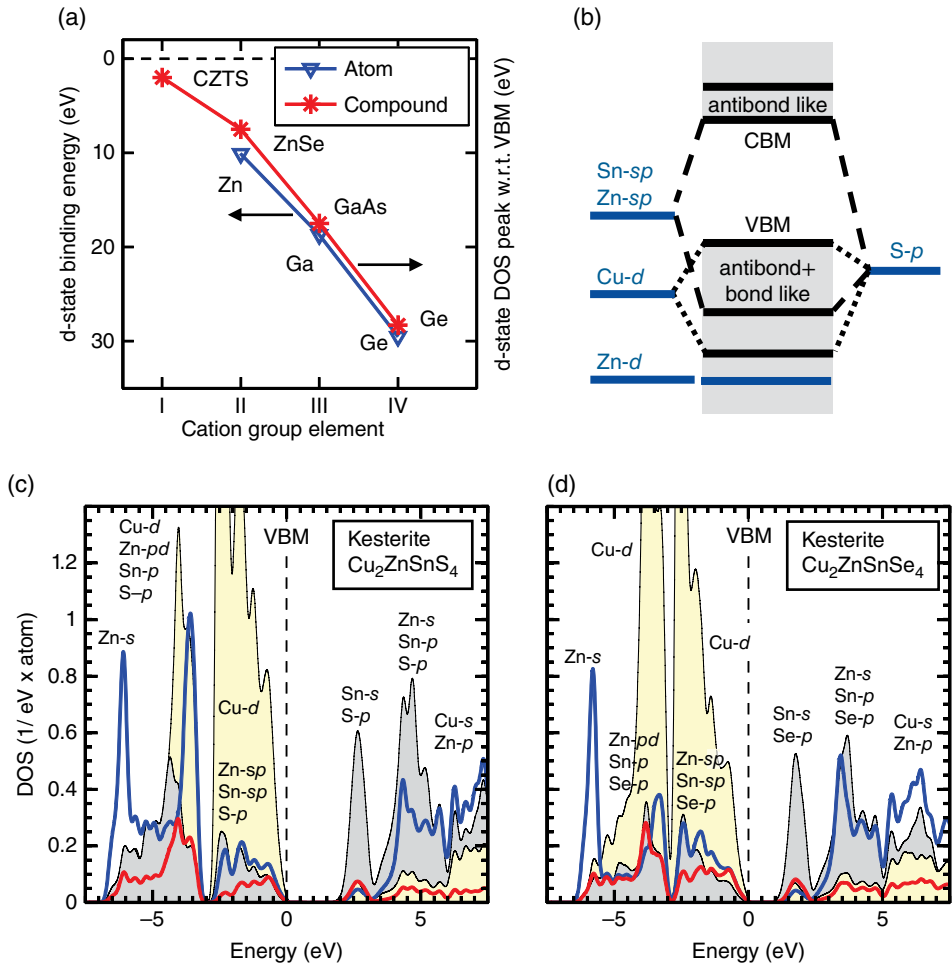 (a)
0
10
20
30
d-state binding energy (eV)
CZTS
Atom
Compound
ZnSe
Zn
GaAs
Ga
Ge
Ge
d-state DOS peak w.r.t. VBM (eV)
I
II
III
IV
Cation group element
(b)
antibond like
CBM
Sn-sp
Zn-sp
VBM
S-p
Cu-d
antibond+
bond like
Zn-d
(c)
DOS (1/ eV x atom)
1.2
1
0.8
0.6
0.4
0.2
0
Cu-d
Zn-pd
Sn-p
S–p
VBM
Kesterite
Cu₂ZnSnS₄
Zn-s
Cu-d
Zn-sp
Sn-sp
S-p
Sn-s
S-p
Zn-s
Sn-p
S-p
Cu-s
Zn-p
−5
0
5
Energy (eV)
(d)
Cu-d
VBM
Kesterite
Cu₂ZnSnSe₄
Zn-s
Cu-d
Zn-pd
Sn-p
Se-p
Zn-sp
Sn-sp
Se-p
Sn-s
Se-p
Zn-s
Sn-p
Se-p
Cu-s
Zn-p
−5
0
5
Energy (eV)